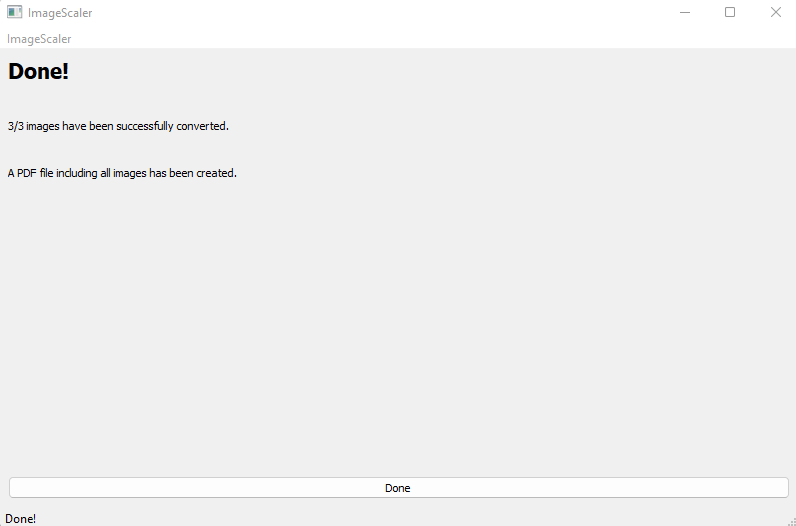 ImageScaler
ImageScaler
Done!
3/3 images have been successfully converted.
A PDF file including all images has been created.
Done
Done!